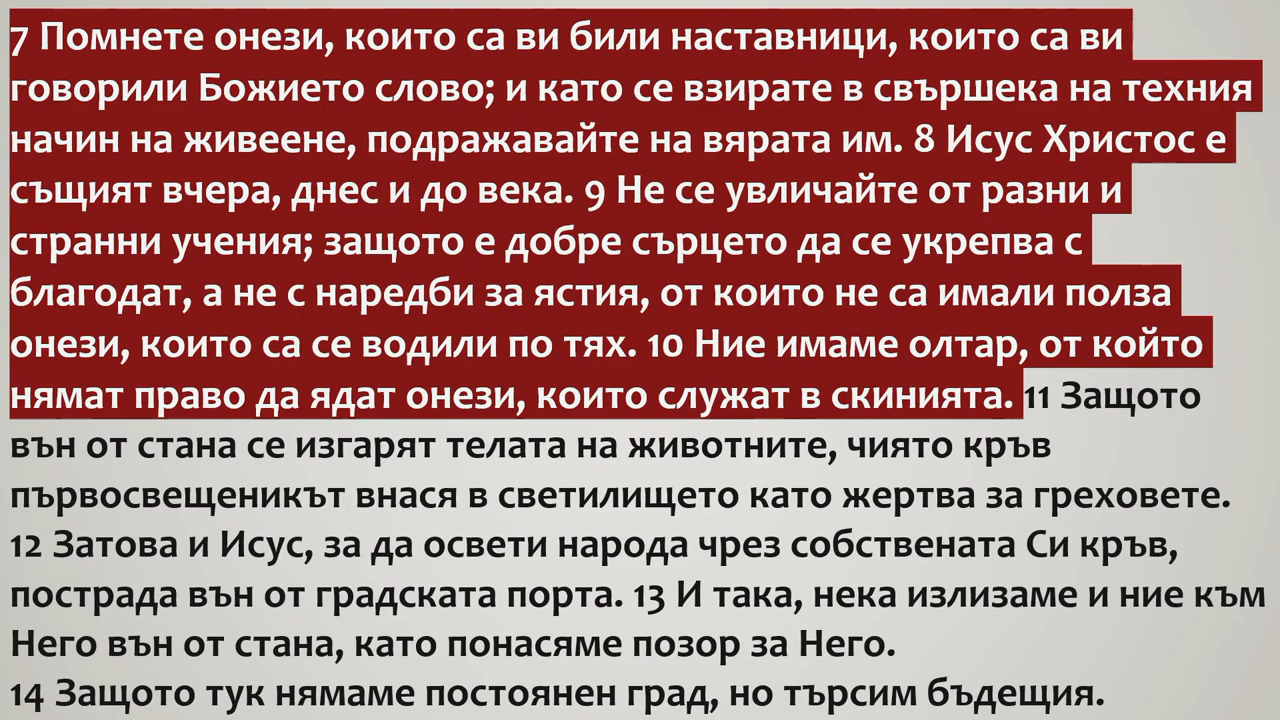 7 Помнете онези, които са ви били наставници, които са ви
говорили Божието слово; и като се взирате в свършека на техния
начин на живеене, подражавайте на вярата им. 8 Исус Христос е
същият вчера, днес и до века. 9 Не се увличайте от разни и
странни учения; защото е добре сърцето да се укрепва с
благодат, а не с наредби за ястия, от които не са имали полза
онези, които са се водили по тях. 10 Ние имаме олтар, от който
нямат право да ядат онези, които служат в скинията. 11 Защото
вън от стана се изгарят телата на животните, чиято кръв
първосвещеникът внася в светилището като жертва за греховете.
12 Затова и Исус, за да освети народа чрез собствената Си кръв,
пострада вън от градската порта. 13 И така, нека излизаме и ние към
Него вън от стана, като понасяме позор за Него.
14 Защото тук нямаме постоянен град, но търсим бъдещия.